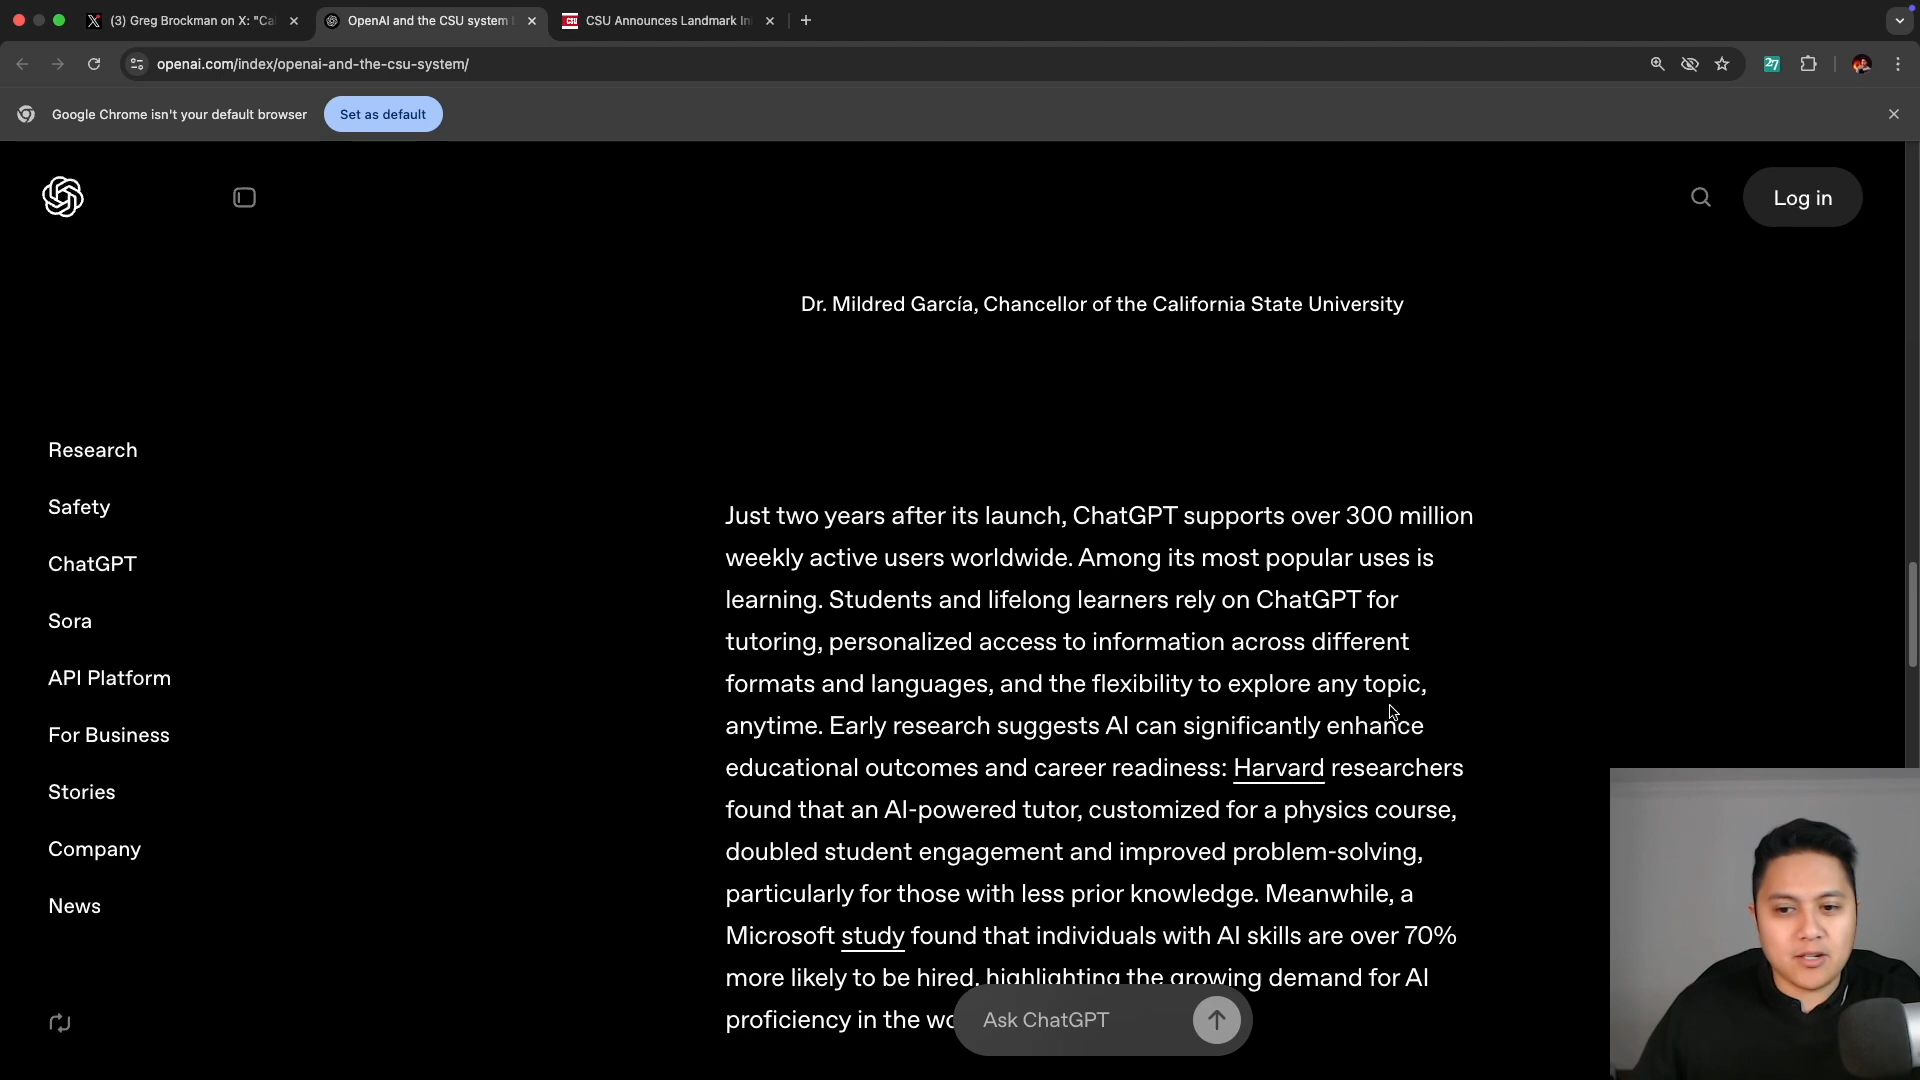 (3) Greg Brockman on X: "Cal
OpenAI and the CSU system
CSU Announces Landmark In
openai.com/index/openai-and-the-csu-system/
27
Google Chrome isn't your default browser
Set as default
Log in
Dr. Mildred García, Chancellor of the California State University
Research
Safety
ChatGPT
Sora
API Platform
For Business
Stories
Company
News
Just two years after its launch, ChatGPT supports over 300 million
weekly active users worldwide. Among its most popular uses is
learning. Students and lifelong learners rely on ChatGPT for
tutoring, personalized access to information across different
formats and languages, and the flexibility to explore any topic,
anytime. Early research suggests AI can significantly enhance
educational outcomes and career readiness: Harvard researchers
found that an AI-powered tutor, customized for a physics course,
doubled student engagement and improved problem-solving,
particularly for those with less prior knowledge. Meanwhile, a
Microsoft study found that individuals with AI skills are over 70%
more likely to be hired, highlighting the growing demand for AI
proficiency in the
Ask ChatGPT